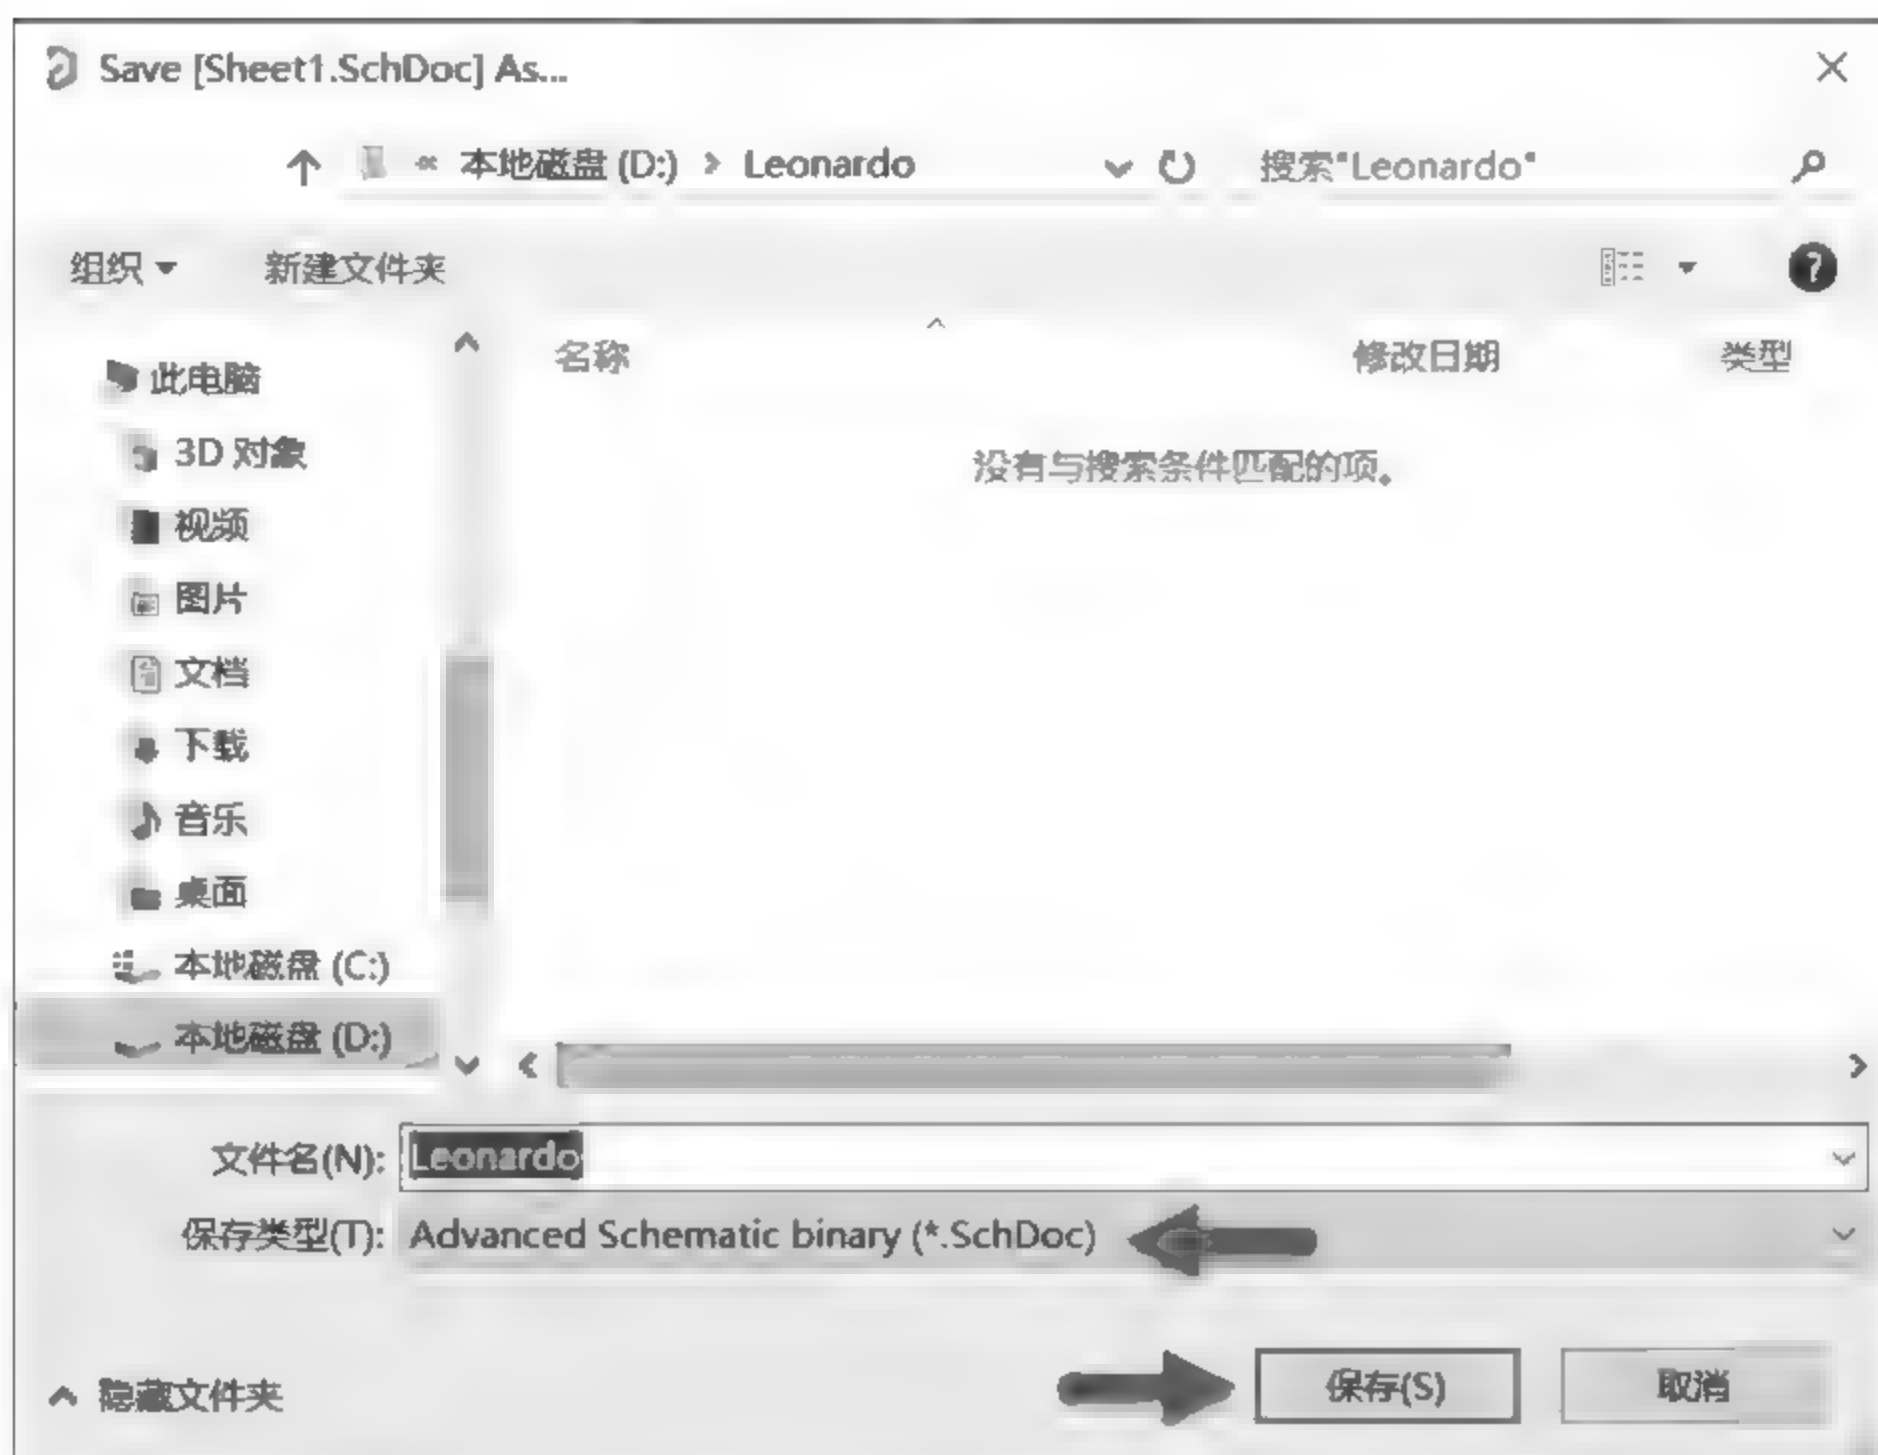 Save [Sheet1.SchDoc] As...
« 本地磁盘 (D:) › Leonardo
搜索"Leonardo"
组织
新建文件夹
名称 修改日期 类型
此电脑
3D 对象
没有与搜索条件匹配的项。
视频
图片
文档
下载
音乐
桌面
本地磁盘 (C:)
本地磁盘 (D:)
文件名(N): Leonardo
保存类型(T): Advanced Schematic binary (*.SchDoc)
隐藏文件夹
保存(S)
取消